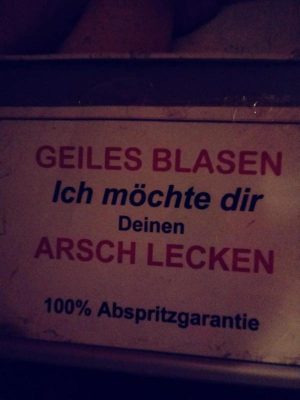 GEILES BLASEN
Ich möchte dir
Deinen
ARSCH LECKEN
100% Abspritzgarantie